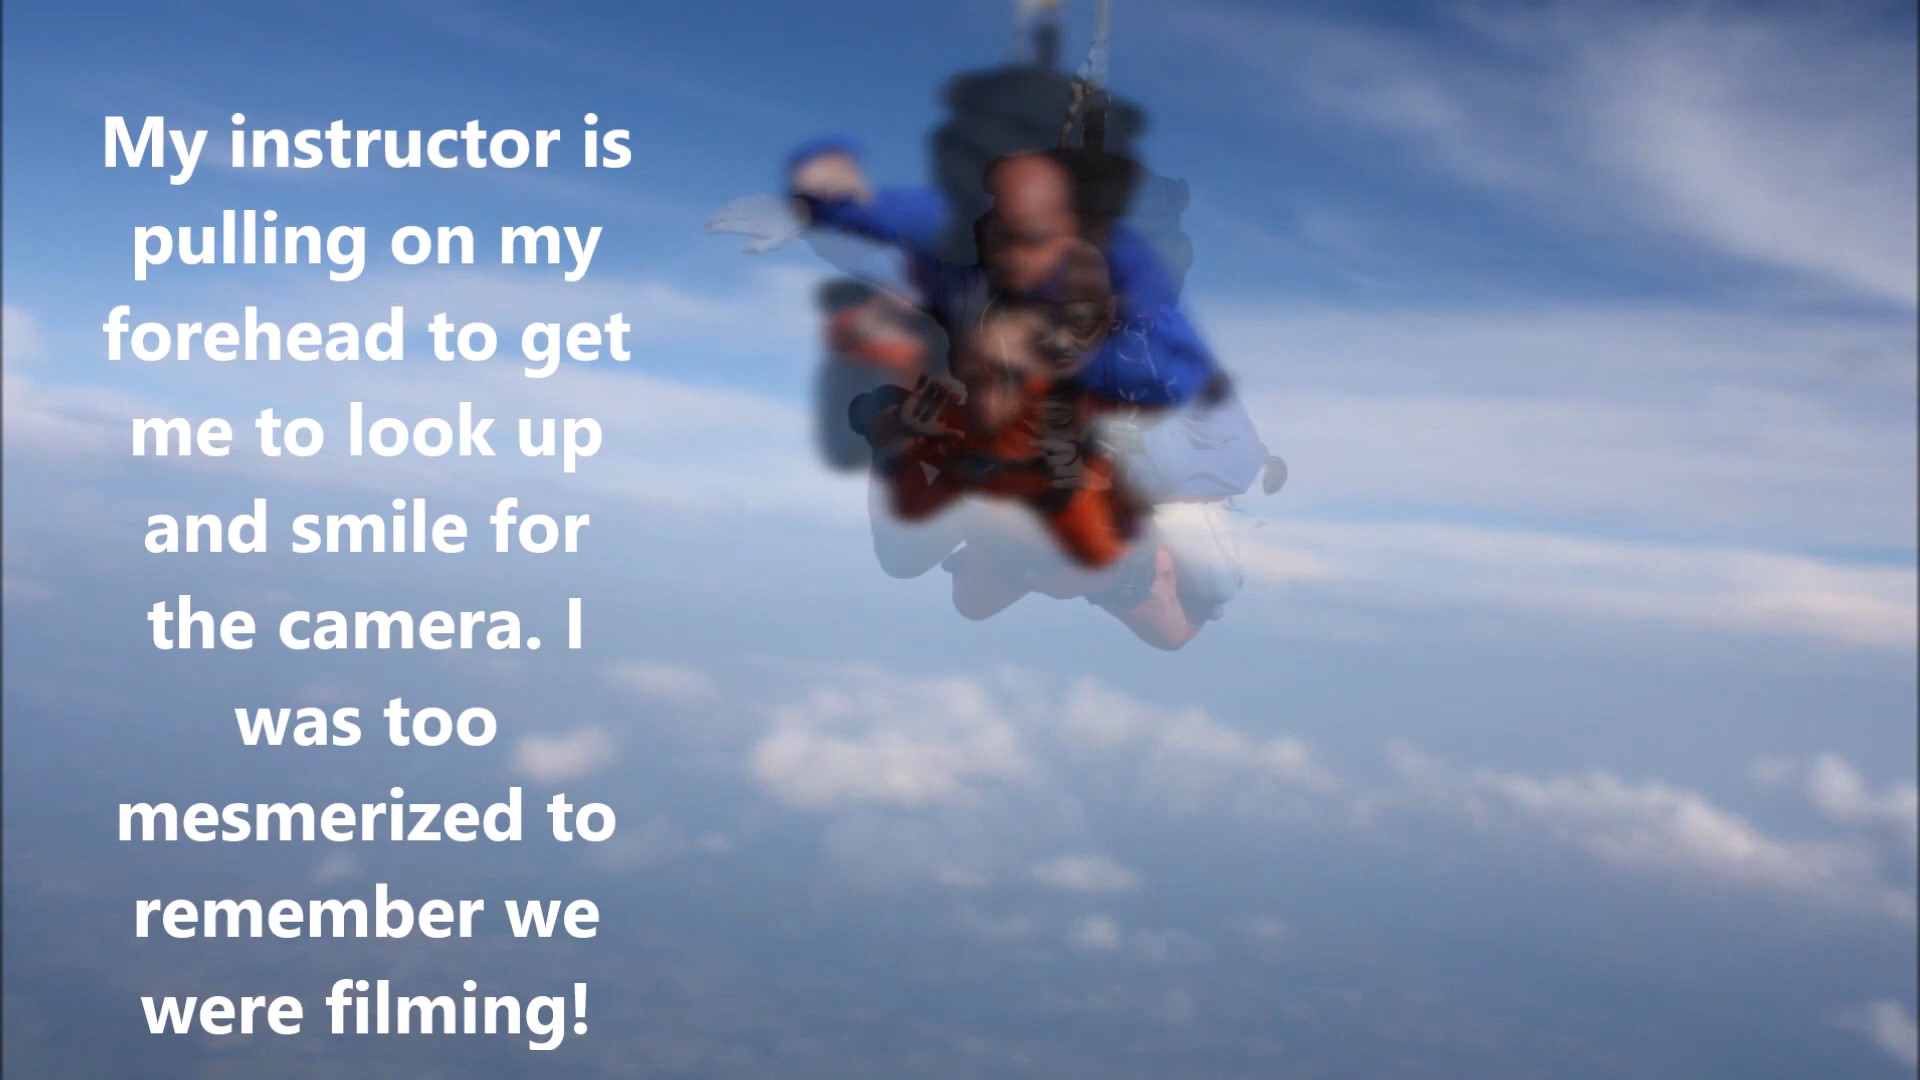 My instructor is
pulling on my
forehead to get
me to look up
and smile for
the camera. I
was too
mesmerized to
remember we
were filming!